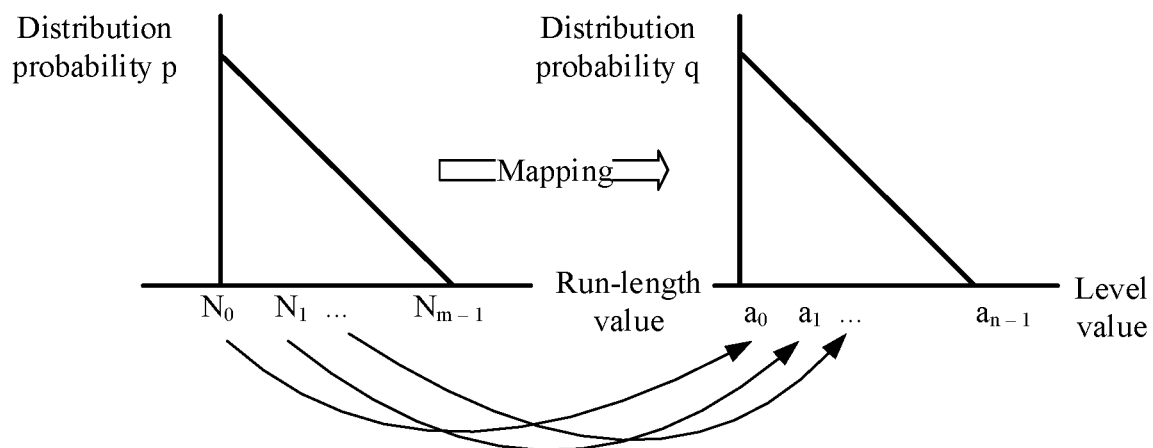 Distribution
probability p
Distribution
probability q
Mapping
Run-length
value
Level
value
N0 N1 ... Nm – 1
a0 a1 ... an – 1